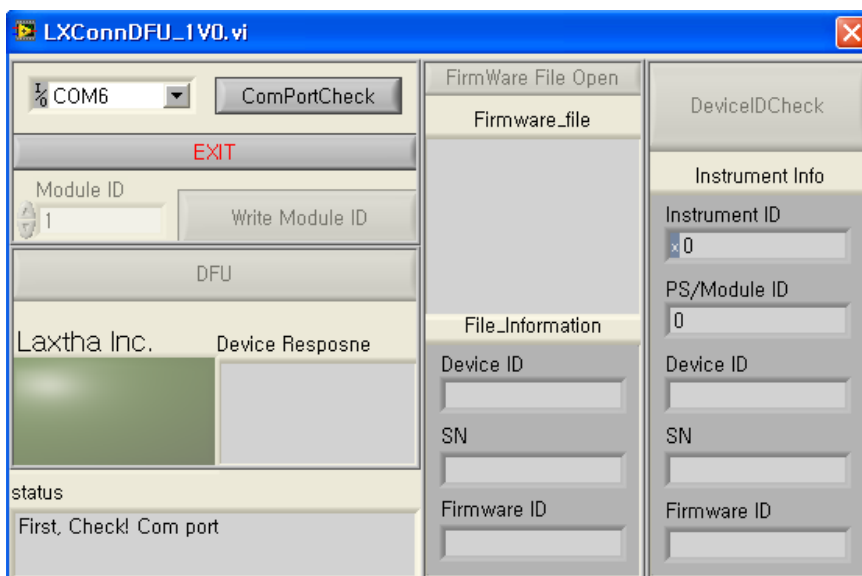 LXConnDFU_1V0.vi
COM6
ComPortCheck
EXIT
Module ID
1
Write Module ID
DFU
Laxtha Inc.
Device Resposne
status
First, Check! Com port
FirmWare File Open
Firmware_file
File_Information
Device ID
SN
Firmware ID
DeviceIDCheck
Instrument Info
Instrument ID
x 0
PS/Module ID
0
Device ID
SN
Firmware ID